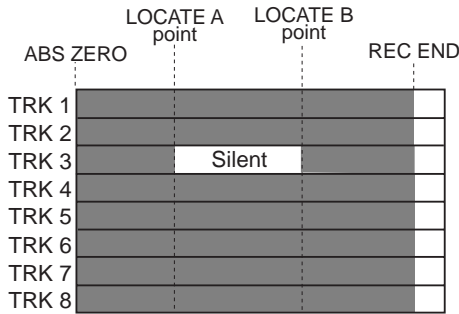 LOCATE A
point
LOCATE B
point
ABS ZERO
REC END
TRK 1
TRK 2
TRK 3
Silent
TRK 4
TRK 5
TRK 6
TRK 7
TRK 8